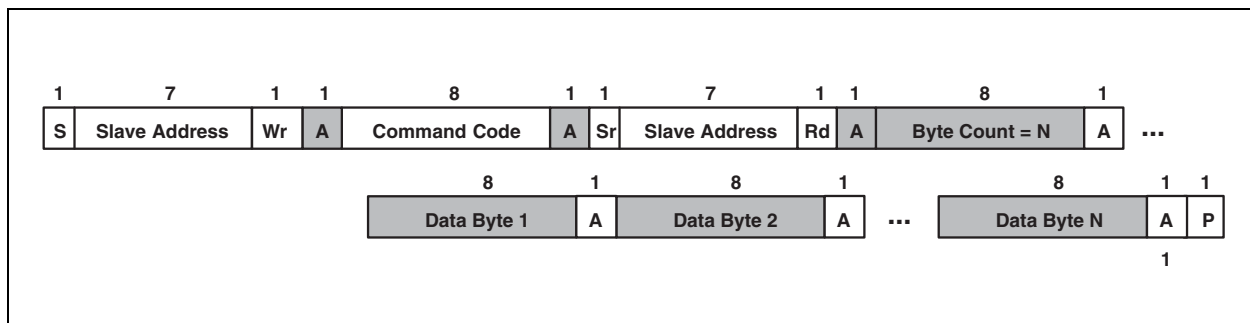 1 7 1 1 8 1 1 7 1 1 8 1
S Slave Address Wr A Command Code A Sr Slave Address Rd A Byte Count = N A ...
8 1 8 1 8 1 1
Data Byte 1 A Data Byte 2 A ... Data Byte N A P
1